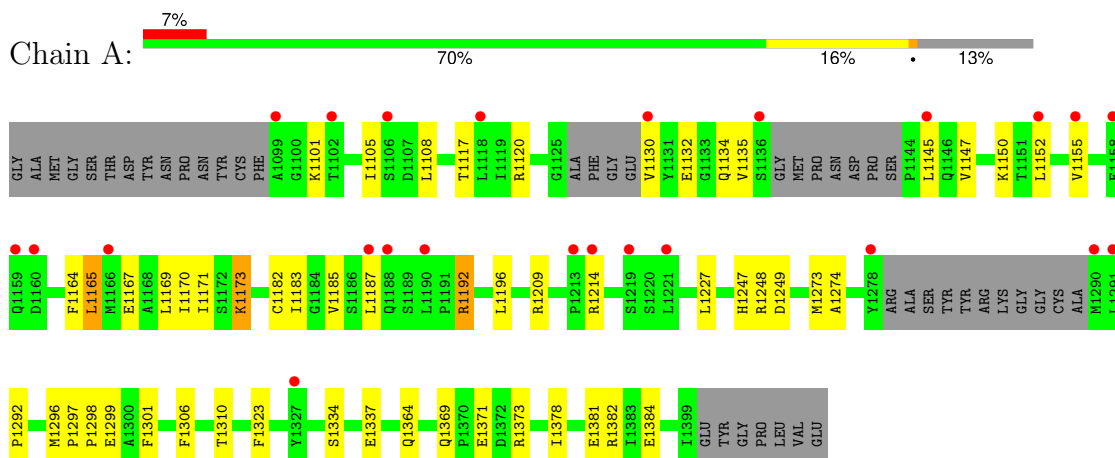 7%
Chain A:
70% 16% • 13%
GLY ALA MET GLY SER THR ASP TYR ASN PRO ASN TYR CYS PHE A1099 G1100 K1101 T1102 I1105 S1106 D1107 L1108 T1117 L1118 I1119 R1120 G1125 ALA PHE GLY GLU V1130 Y1131 E1132 G1133 Q1134 V1135 S1136 GLY MET PRO ASN ASP PRO SER P1144 L1145 Q1146 V1147 K1150 T1151 L1152 V1155 E1158
Q1159 D1160 F1164 L1165 M1166 E1167 A1168 L1169 I1170 I1171 S1172 K1173 C1182 I1183 G1184 V1185 S1186 L1187 Q1188 S1189 L1190 P1191 R1192 L1196 R1209 P1213 R1214 S1219 S1220 L1221 L1227 H1247 R1248 D1249 M1273 A1274 Y1278 ARG ALA SER TYR TYR ARG LYS GLY GLY CYS ALA M1290 L1291
P1292 M1296 P1297 P1298 E1299 A1300 F1301 F1306 T1310 F1323 Y1327 S1334 E1337 Q1364 Q1369 P1370 E1371 D1372 R1373 I1378 E1381 R1382 I1383 E1384 I1399 GLU TYR GLY PRO LEU VAL GLU